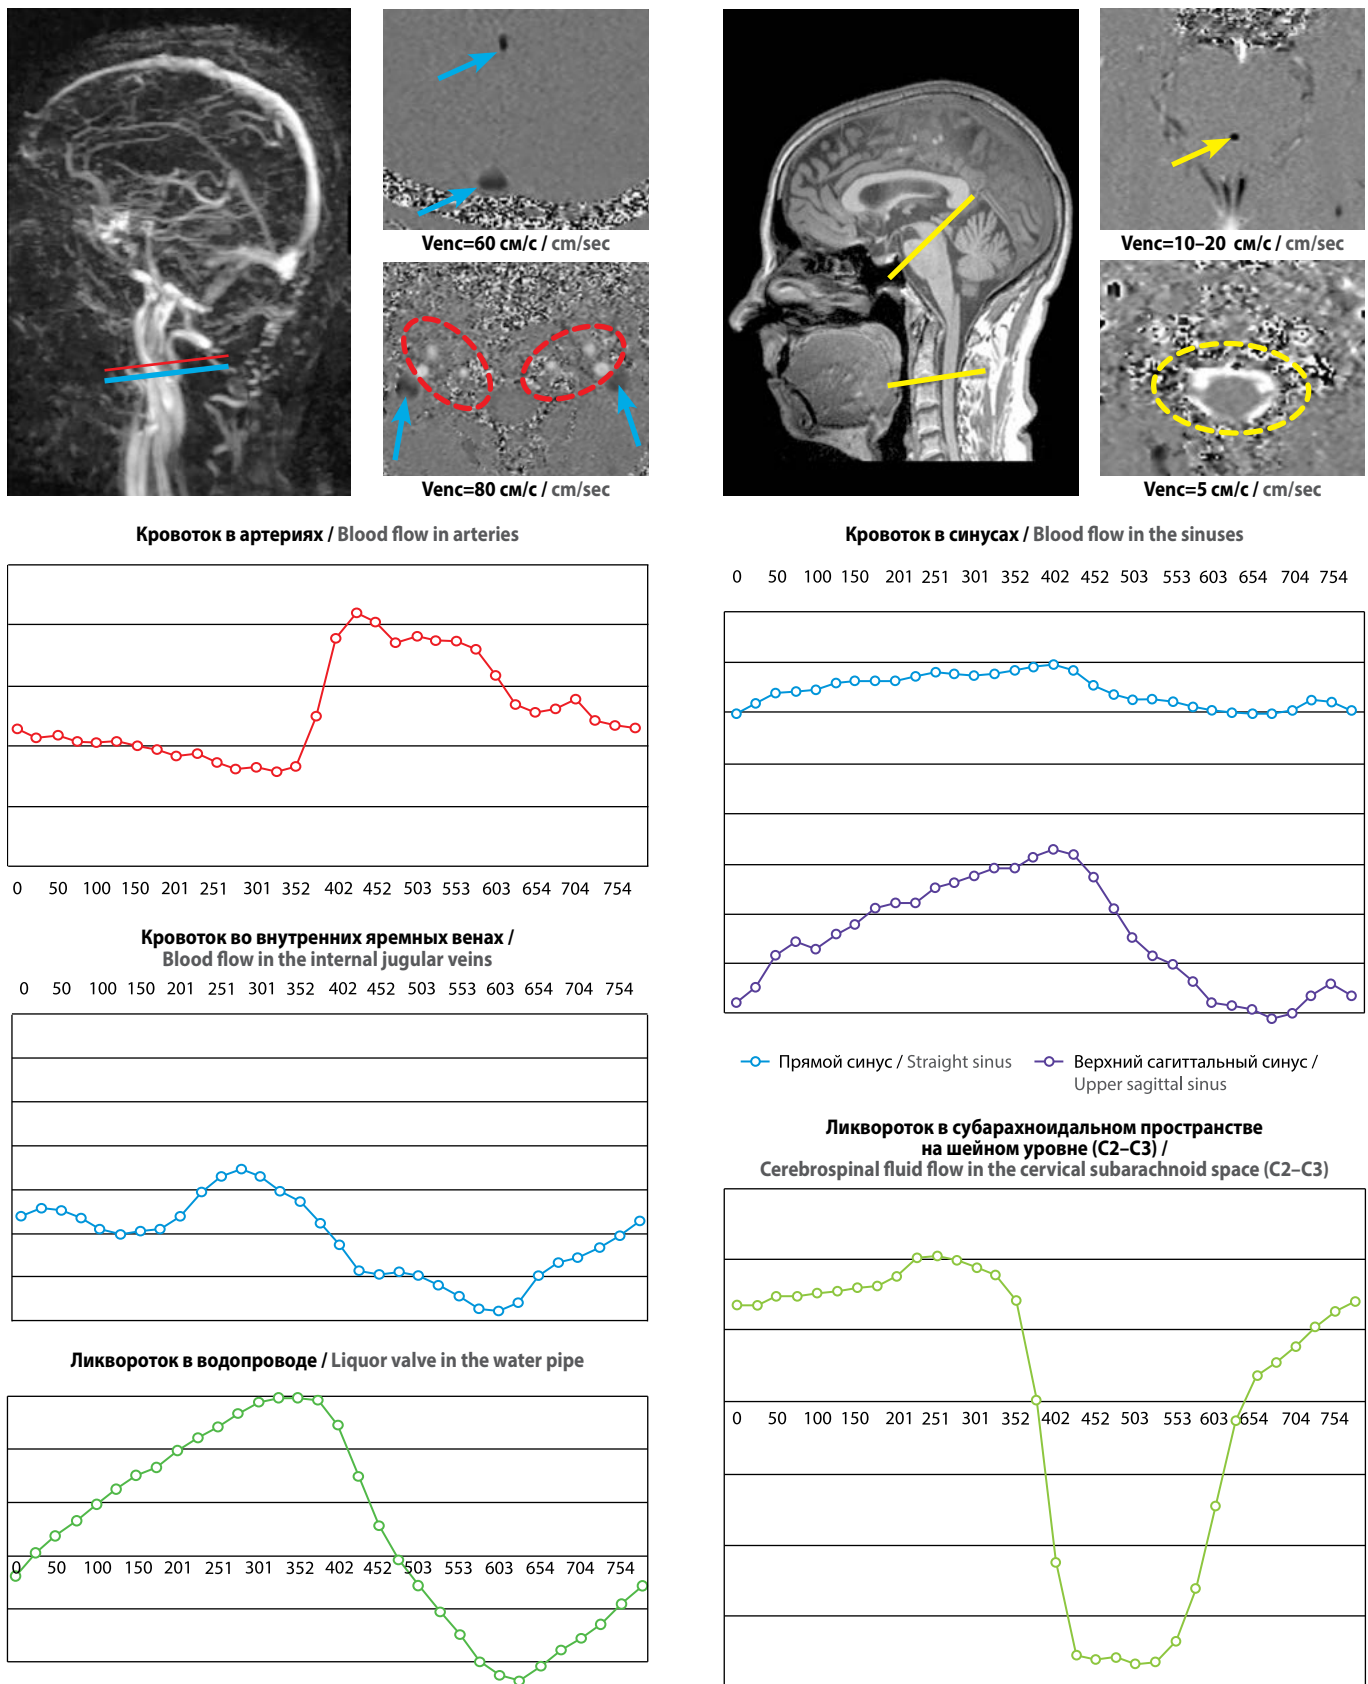 Venc=60 см/с / cm/sec
Venc=80 см/с / cm/sec
Venc=10–20 см/с / cm/sec
Venc=5 см/с / cm/sec
Кровоток в артериях / Blood flow in arteries
0 50 100 150 201 251 301 352 402 452 503 553 603 654 704 754
Кровоток во внутренних яремных венах /
Blood flow in the internal jugular veins
0 50 100 150 201 251 301 352 402 452 503 553 603 654 704 754
Ликвороток в водопроводе / Liquor valve in the water pipe
0 50 100 150 201 251 301 352 402 452 503 553 603 654 704 754
Кровоток в синусах / Blood flow in the sinuses
0 50 100 150 201 251 301 352 402 452 503 553 603 654 704 754
Прямой синус / Straight sinus
Верхний сагиттальный синус /
Upper sagittal sinus
Ликвороток в субарахноидальном пространстве
на шейном уровне (С2–С3) /
Cerebrospinal fluid flow in the cervical subarachnoid space (C2–C3)
0 50 100 150 201 251 301 352 402 452 503 553 603 654 704 754